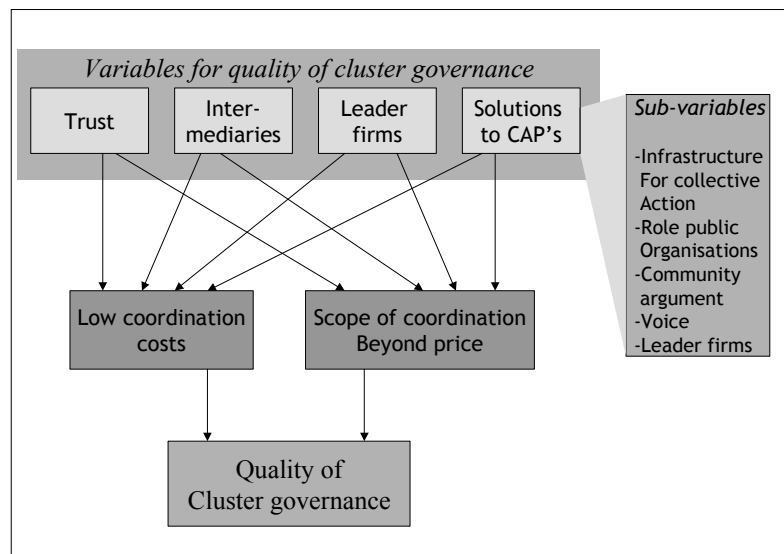 Variables for quality of cluster governance
Trust
Inter-
mediaries
Leader
firms
Solutions
to CAP's
Sub-variables
-Infrastructure
For collective
Action
-Role public
Organisations
-Community
argument
-Voice
-Leader firms
Low coordination
costs
Scope of coordination
Beyond price
Quality of
Cluster governance